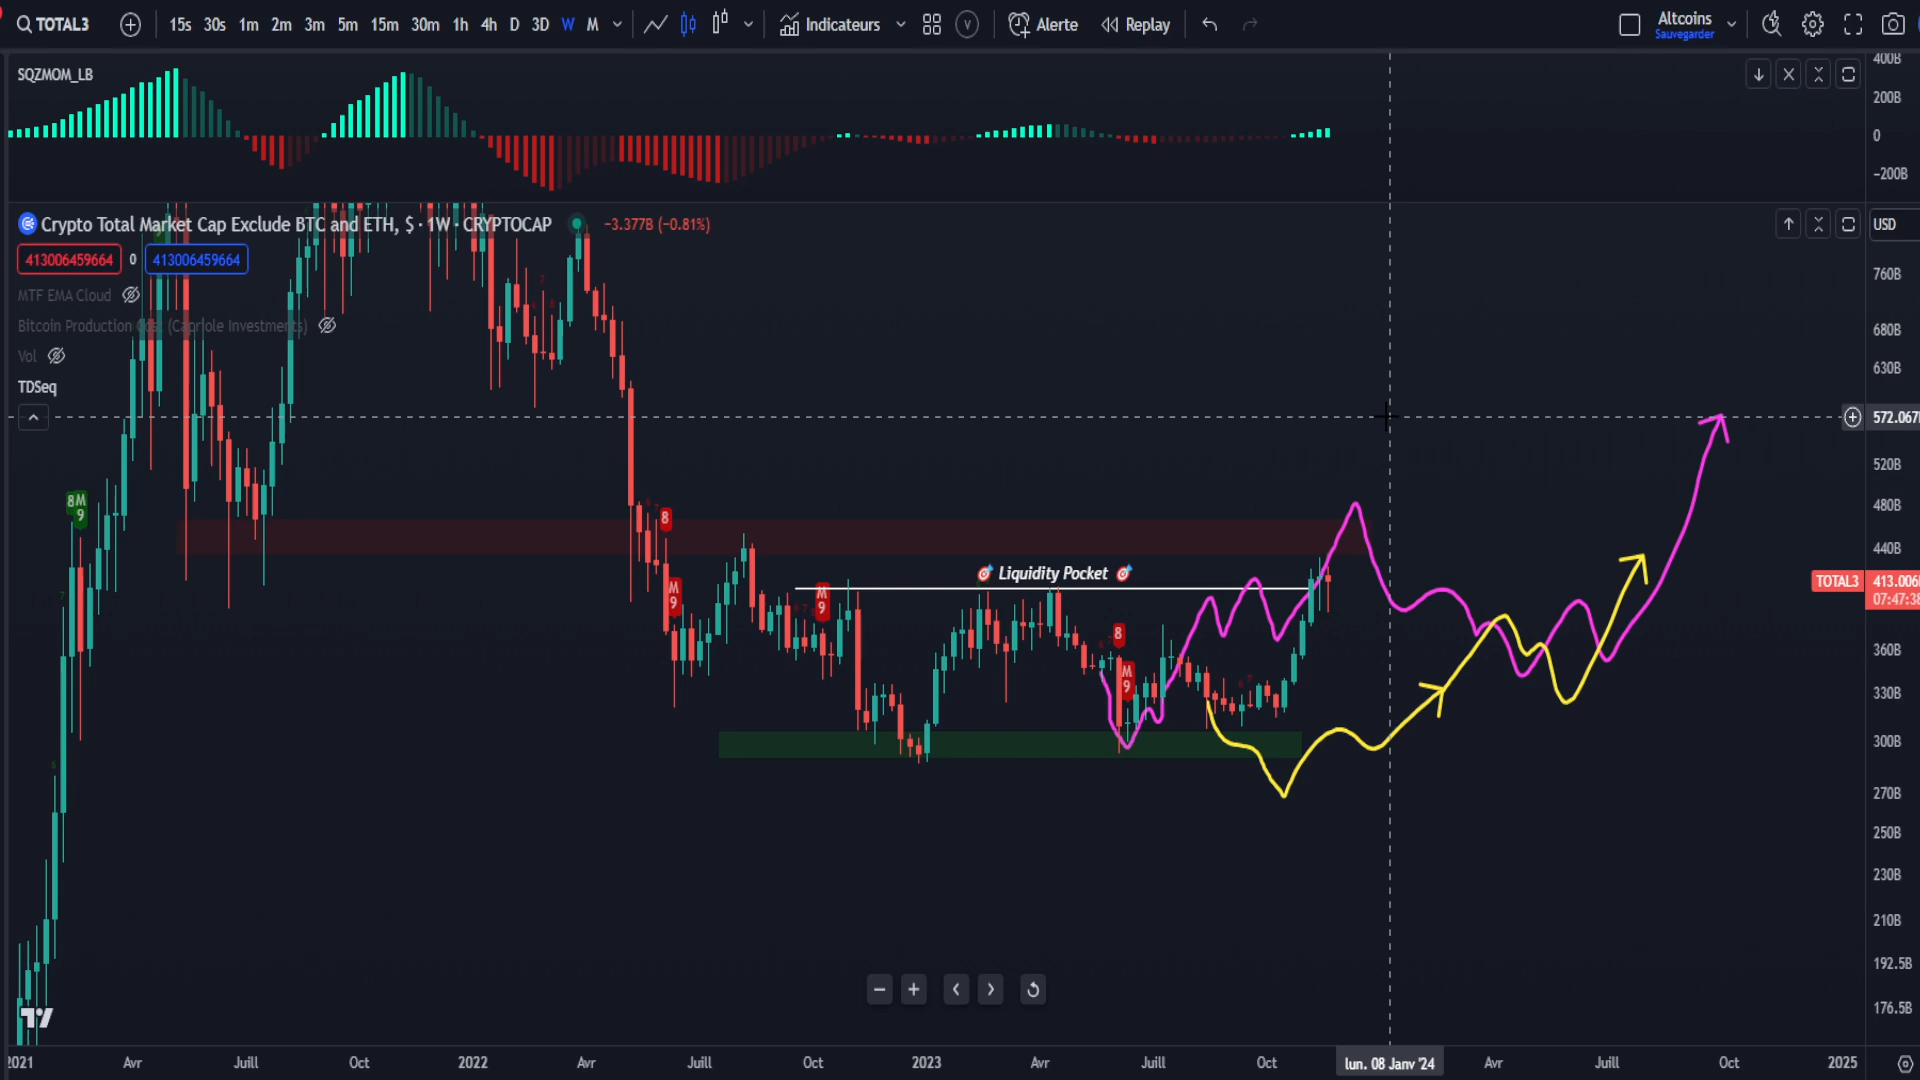 TOTAL3 15s 30s 1m 2m 3m 5m 15m 30m 1h 4h D 3D W M Indicateurs V Alerte Replay Altcoins
Sauvegarder
SQZMOM_LB
400B
200B
0
−200B
Crypto Total Market Cap Exclude BTC and ETH, $ · 1W · CRYPTOCAP −3.377B (−0.81%)
USD
413006459664 0 413006459664
MTF EMA Cloud
Bitcoin Production Cost (Capriole Investments)
Vol
TDSeq
760B
680B
630B
572.067
520B
480B
440B
TOTAL3 413.006
07:47:38
360B
330B
300B
270B
250B
230B
210B
192.5B
176.5B
8M
9
8
M
9
M
9
Liquidity Pocket
8
M
9
2021 Avr Juill Oct 2022 Avr Juill Oct 2023 Avr Juill Oct lun. 08 Janv '24 Avr Juill Oct 2025